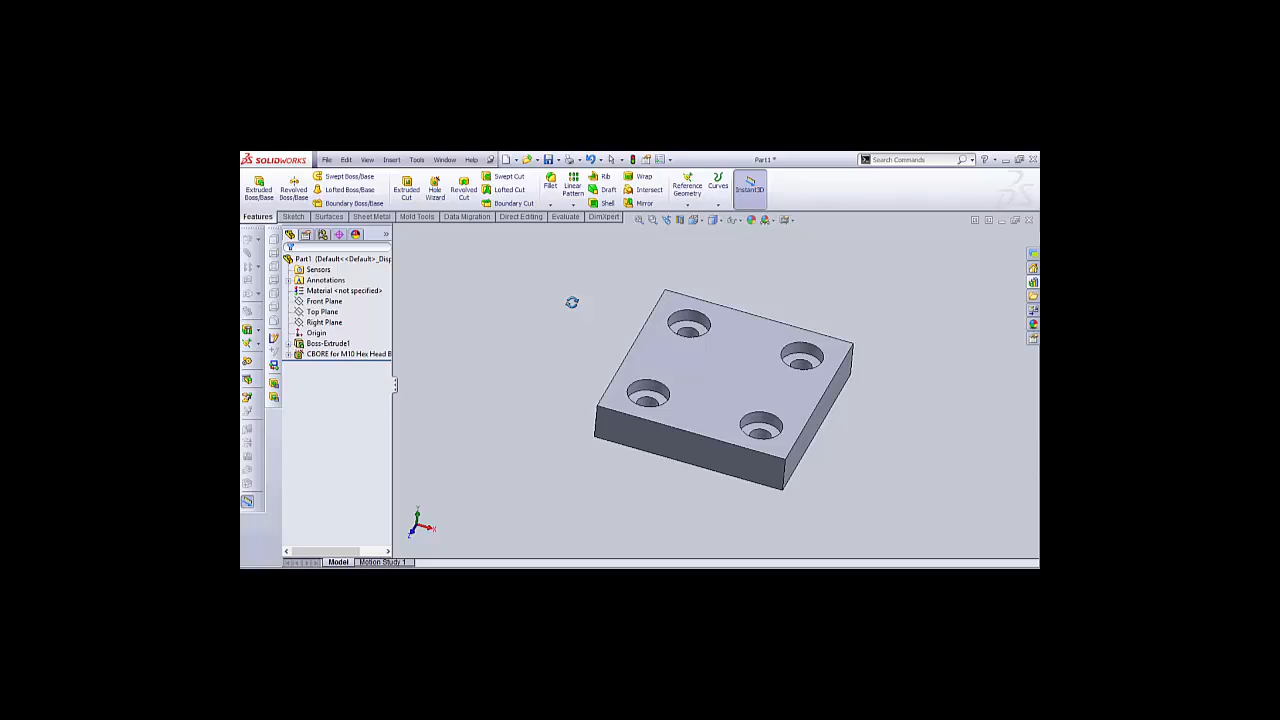 SOLIDWORKS File Edit View Insert Tools Window Help Part1 * Search Commands
Extruded Boss/Base
Revolved Boss/Base
Swept Boss/Base
Lofted Boss/Base
Boundary Boss/Base
Extruded Cut
Hole Wizard
Revolved Cut
Swept Cut
Lofted Cut
Boundary Cut
Fillet
Linear Pattern
Rib
Draft
Shell
Wrap
Intersect
Mirror
Reference Geometry
Curves
Instant3D
Features Sketch Surfaces Sheet Metal Mold Tools Data Migration Direct Editing Evaluate DimXpert
Part1 (Default<<Default>_Disp
Sensors
Annotations
Material <not specified>
Front Plane
Top Plane
Right Plane
Origin
Boss-Extrude1
CBORE for M10 Hex Head B
Model Motion Study 1